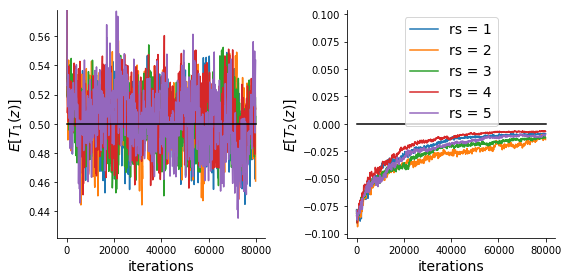 E[T₁(z)]
0.56
0.54
0.52
0.50
0.48
0.46
0.44
0 20000 40000 60000 80000
iterations
E[T₂(z)]
0.100
0.075
0.050
0.025
0.000
−0.025
−0.050
−0.075
−0.100
rs = 1
rs = 2
rs = 3
rs = 4
rs = 5
0 20000 40000 60000 80000
iterations